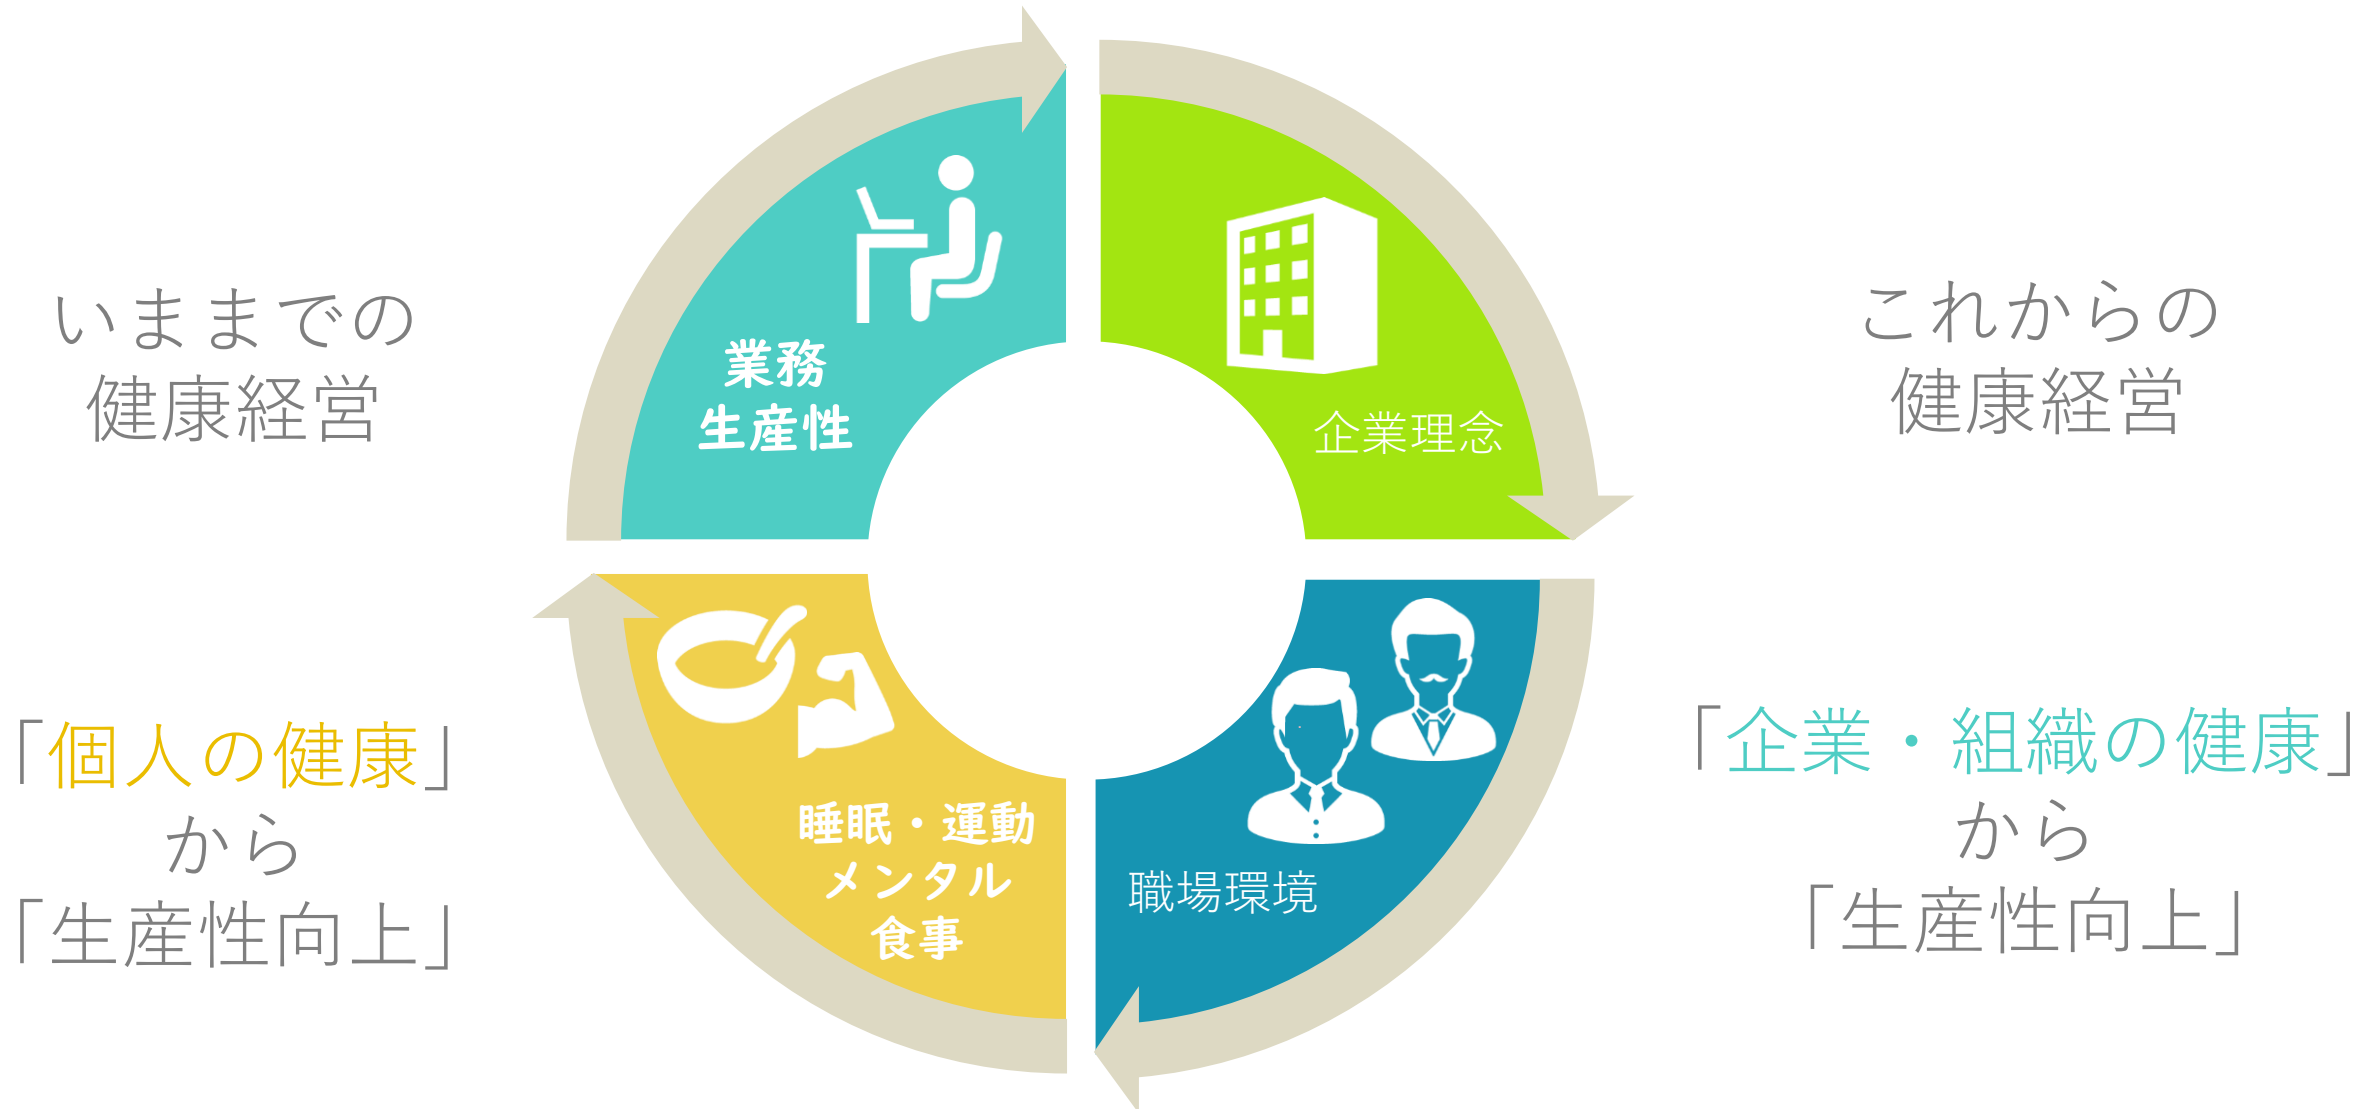 いままでの
健康経営
「個人の健康」
から
「生産性向上」
業務
生産性
企業理念
睡眠・運動
メンタル
食事
職場環境
これからの
健康経営
「企業・組織の健康」
から
「生産性向上」